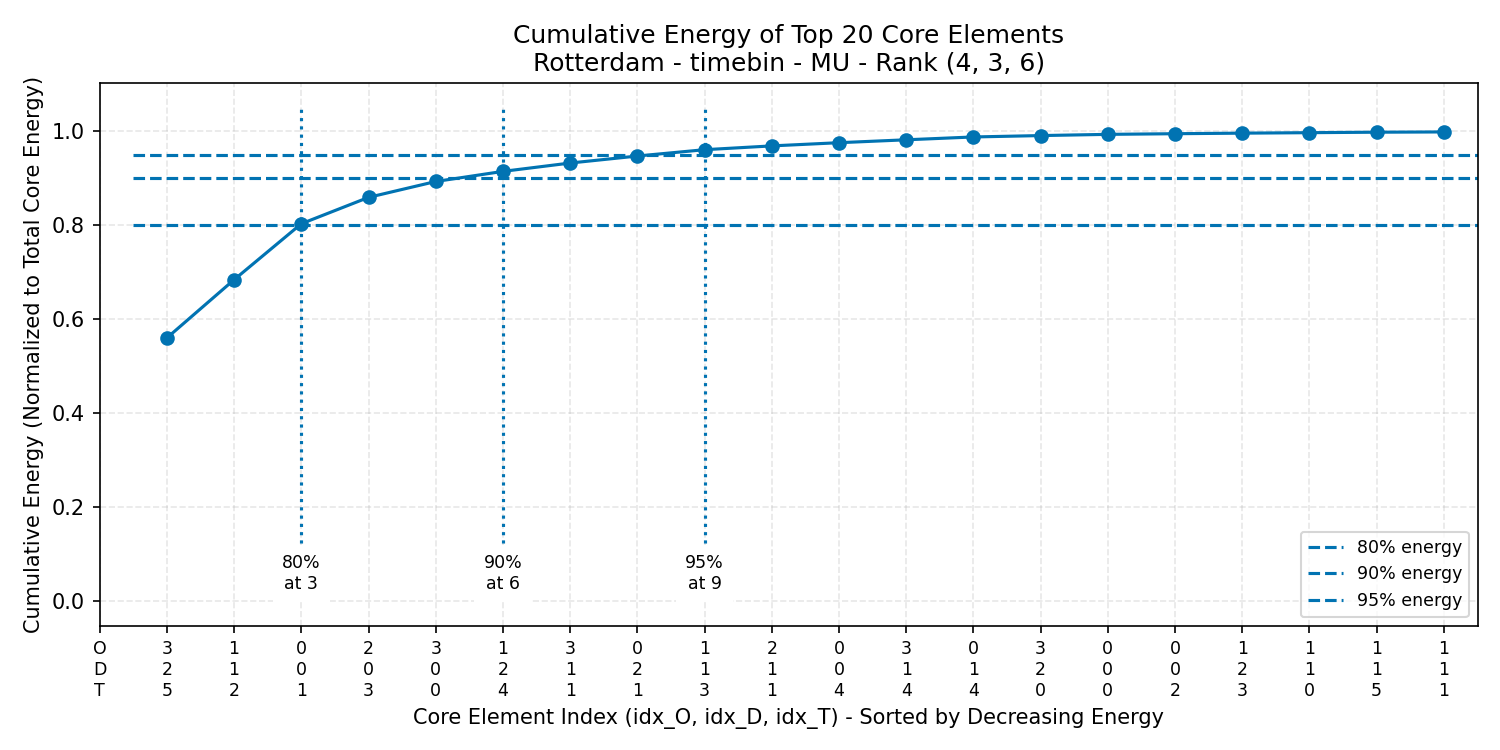 Cumulative Energy of Top 20 Core Elements
Rotterdam - timebin - MU - Rank (4, 3, 6)
Cumulative Energy (Normalized to Total Core Energy)
1.0
0.8
0.6
0.4
0.2
0.0
80%
at 3
90%
at 6
95%
at 9
80% energy
90% energy
95% energy
O 3 1 0 2 3 1 3 0 1 2 0 3 0 3 0 0 1 1 1 1
D 2 1 0 0 0 2 1 2 1 1 0 1 1 2 0 0 2 1 1 1
T 5 2 1 3 0 4 1 1 3 1 4 4 4 0 0 2 3 0 5 1
Core Element Index (idx_O, idx_D, idx_T) - Sorted by Decreasing Energy